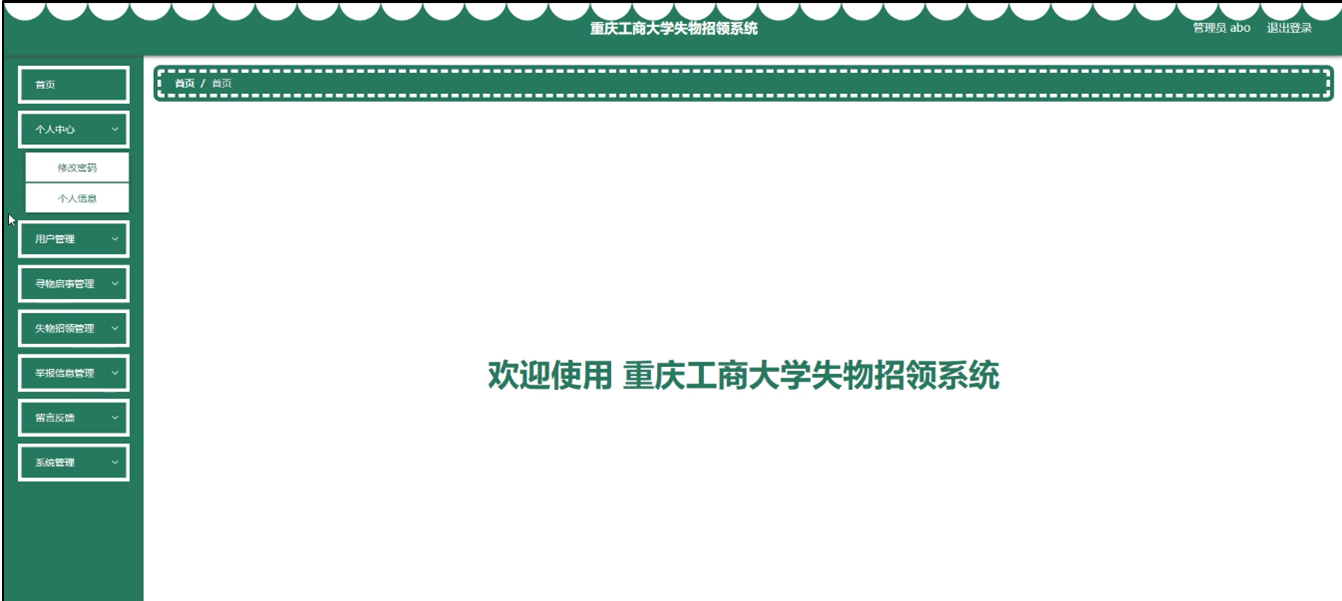 重庆工商大学失物招领系统
管理员 abo 退出登录
首页
首页 / 首页
个人中心
修改密码
个人信息
用户管理
寻物启事管理
失物招领管理
举报信息管理
留言反馈
系统管理
欢迎使用 重庆工商大学失物招领系统